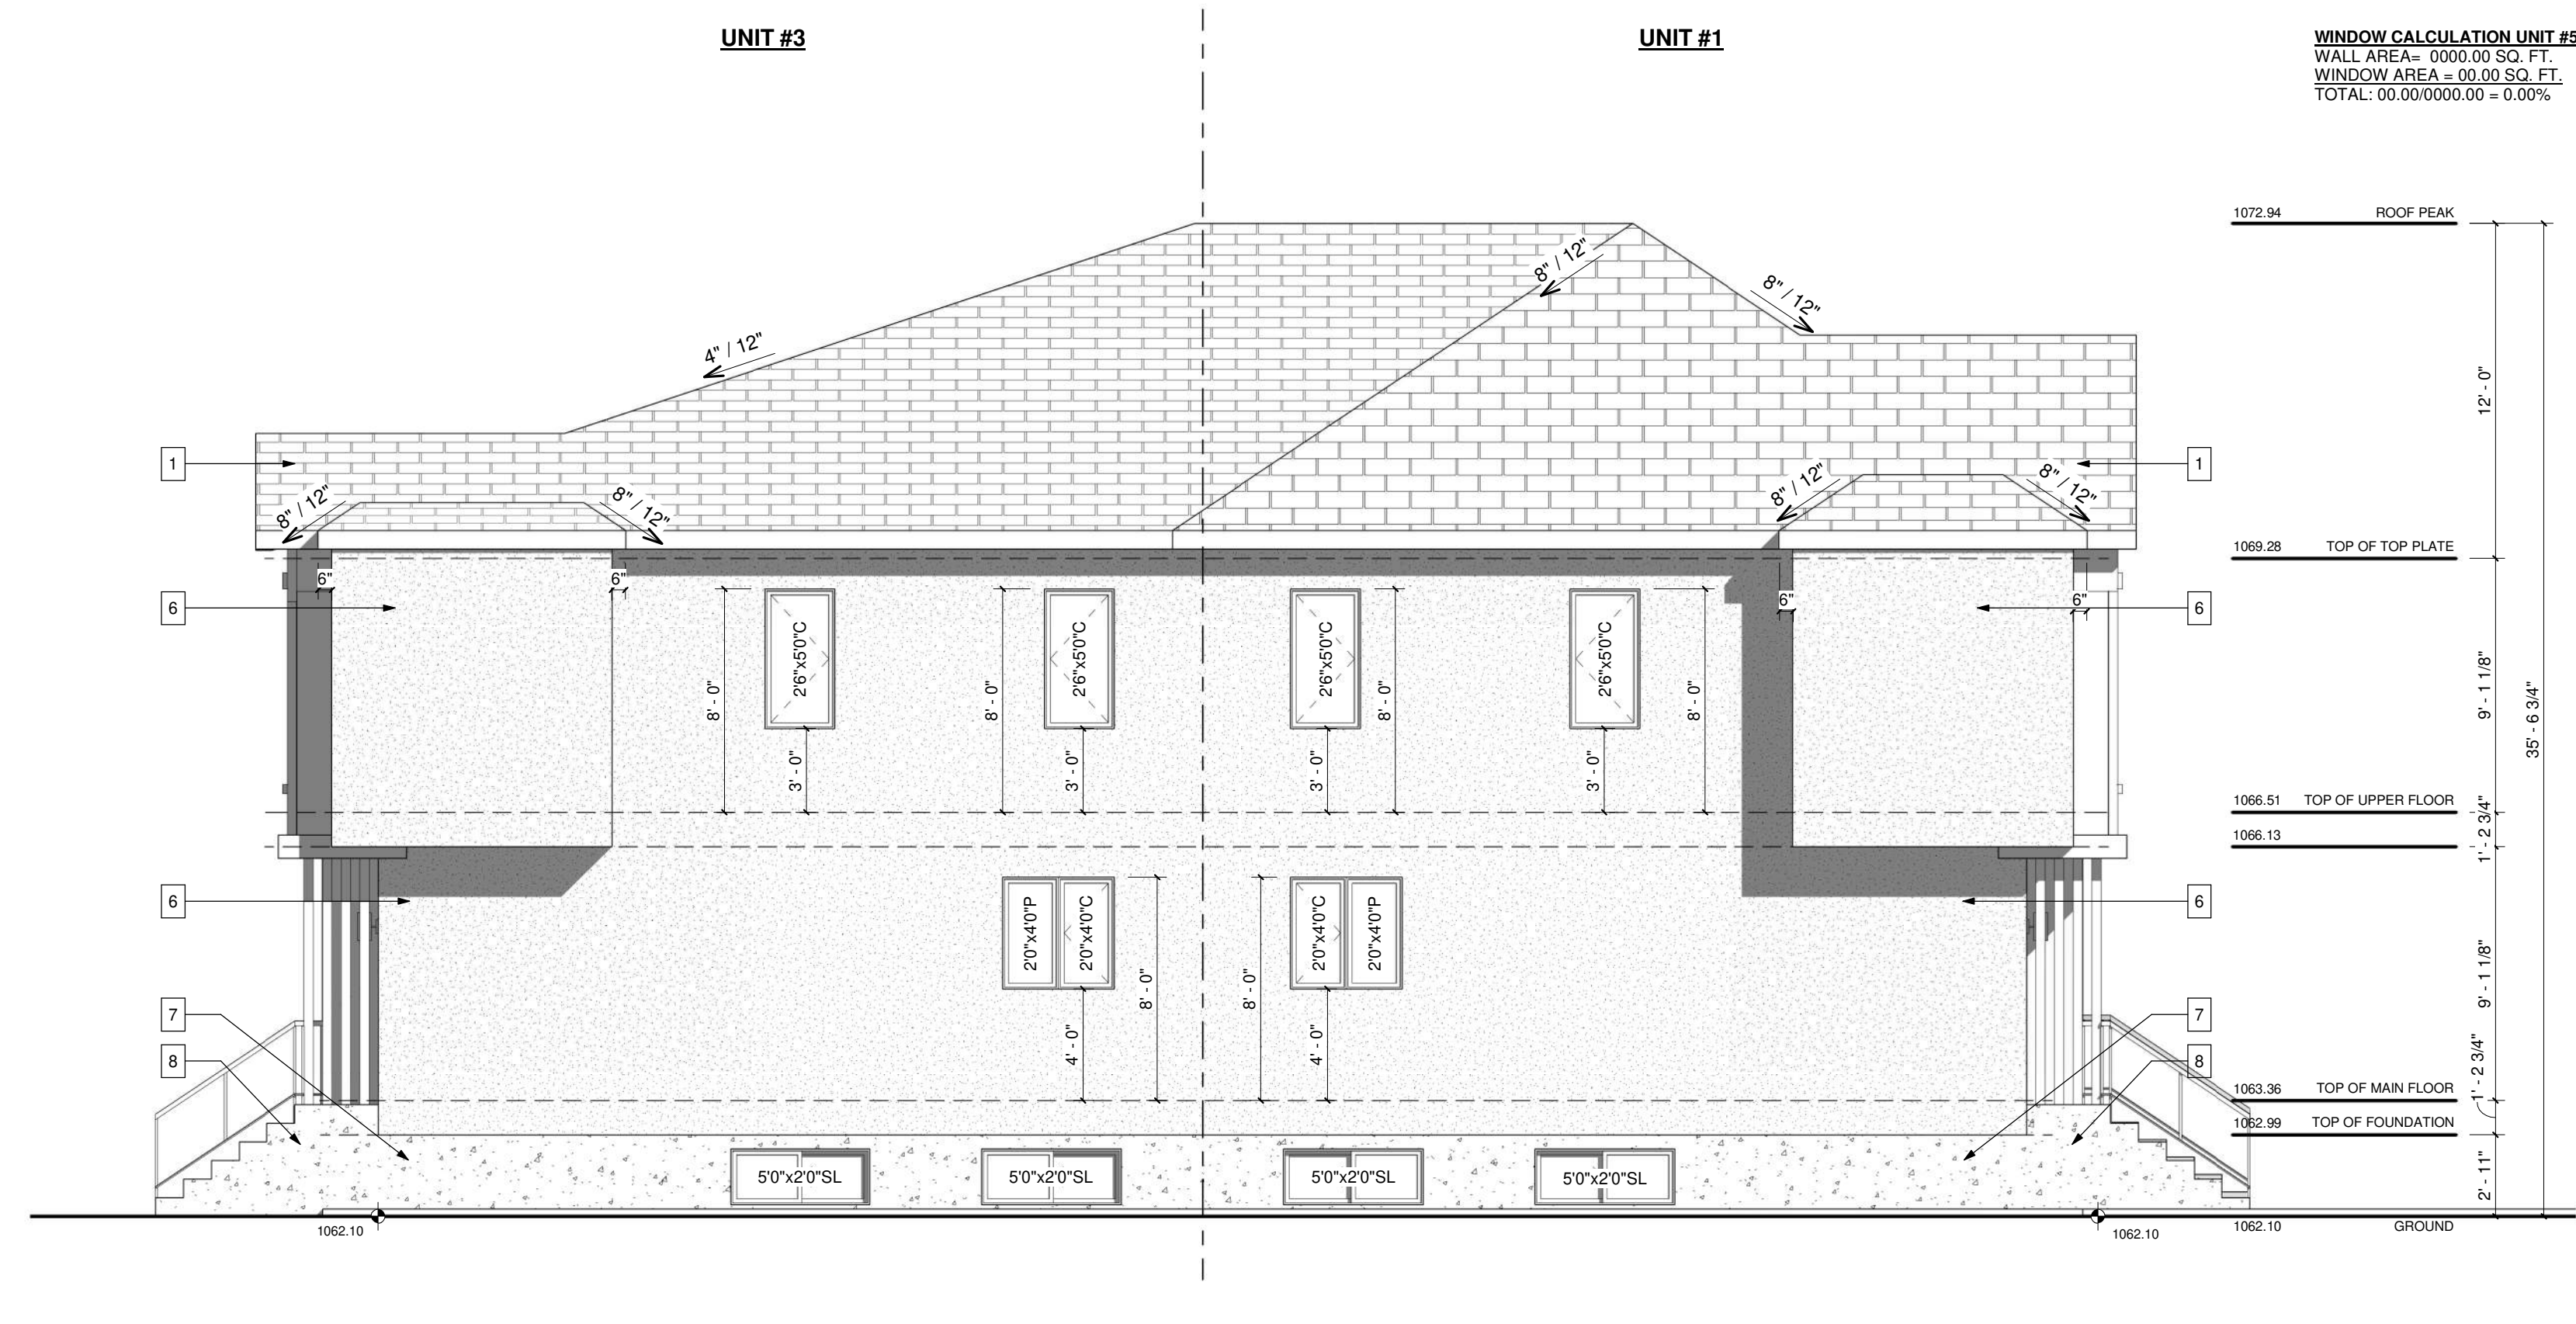 UNIT #3
UNIT #1
WINDOW CALCULATION UNIT #5
WALL AREA= 0000.00 SQ. FT.
WINDOW AREA = 00.00 SQ. FT.
TOTAL: 00.00/0000.00 = 0.00%
1072.94 ROOF PEAK
8" / 12"
8" / 12"
4" / 12"
12' - 0"
1
1
8" / 12"
8" / 12"
8" / 12"
8" / 12"
1069.28 TOP OF TOP PLATE
6"
6"
6"
6"
6
6
2'6"x5'0"C
2'6"x5'0"C
2'6"x5'0"C
2'6"x5'0"C
8' - 0"
8' - 0"
8' - 0"
8' - 0"
9' - 1 1/8"
35' - 6 3/4"
3' - 0"
3' - 0"
3' - 0"
3' - 0"
1066.51 TOP OF UPPER FLOOR
1' - 2 3/4"
1066.13
6
6
2'0"x4'0"P
2'0"x4'0"C
2'0"x4'0"C
2'0"x4'0"P
8' - 0"
8' - 0"
9' - 1 1/8"
7
7
4' - 0"
4' - 0"
8
8
1' - 2 3/4"
1063.36 TOP OF MAIN FLOOR
1062.99 TOP OF FOUNDATION
5'0"x2'0"SL
5'0"x2'0"SL
5'0"x2'0"SL
5'0"x2'0"SL
2' - 11"
1062.10
1062.10
1062.10 GROUND